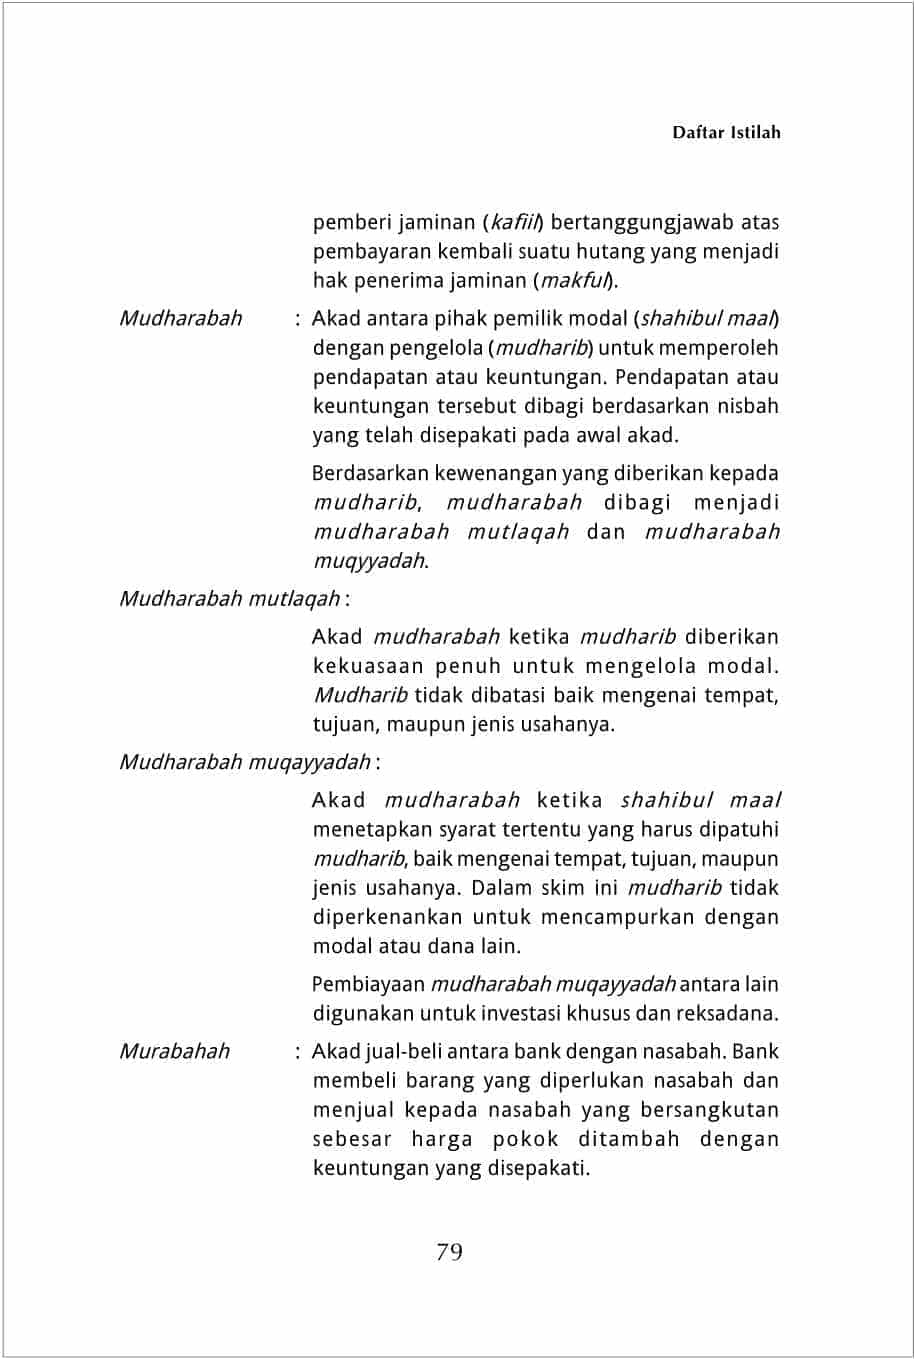 Daftar Istilah
pemberi jaminan (kafiil) bertanggungjawab atas
pembayaran kembali suatu hutang yang menjadi
hak penerima jaminan (makful).
Mudharabah : Akad antara pihak pemilik modal (shahibul maal)
dengan pengelola (mudharib) untuk memperoleh
pendapatan atau keuntungan. Pendapatan atau
keuntungan tersebut dibagi berdasarkan nisbah
yang telah disepakati pada awal akad.
Berdasarkan kewenangan yang diberikan kepada
mudharib, mudharabah dibagi menjadi
mudharabah mutlaqah dan mudharabah
muqyyadah.
Mudharabah mutlaqah :
Akad mudharabah ketika mudharib diberikan
kekuasaan penuh untuk mengelola modal.
Mudharib tidak dibatasi baik mengenai tempat,
tujuan, maupun jenis usahanya.
Mudharabah muqayyadah :
Akad mudharabah ketika shahibul maal
menetapkan syarat tertentu yang harus dipatuhi
mudharib, baik mengenai tempat, tujuan, maupun
jenis usahanya. Dalam skim ini mudharib tidak
diperkenankan untuk mencampurkan dengan
modal atau dana lain.
Pembiayaan mudharabah muqayyadah antara lain
digunakan untuk investasi khusus dan reksadana.
Murabahah : Akad jual-beli antara bank dengan nasabah. Bank
membeli barang yang diperlukan nasabah dan
menjual kepada nasabah yang bersangkutan
sebesar harga pokok ditambah dengan
keuntungan yang disepakati.
79